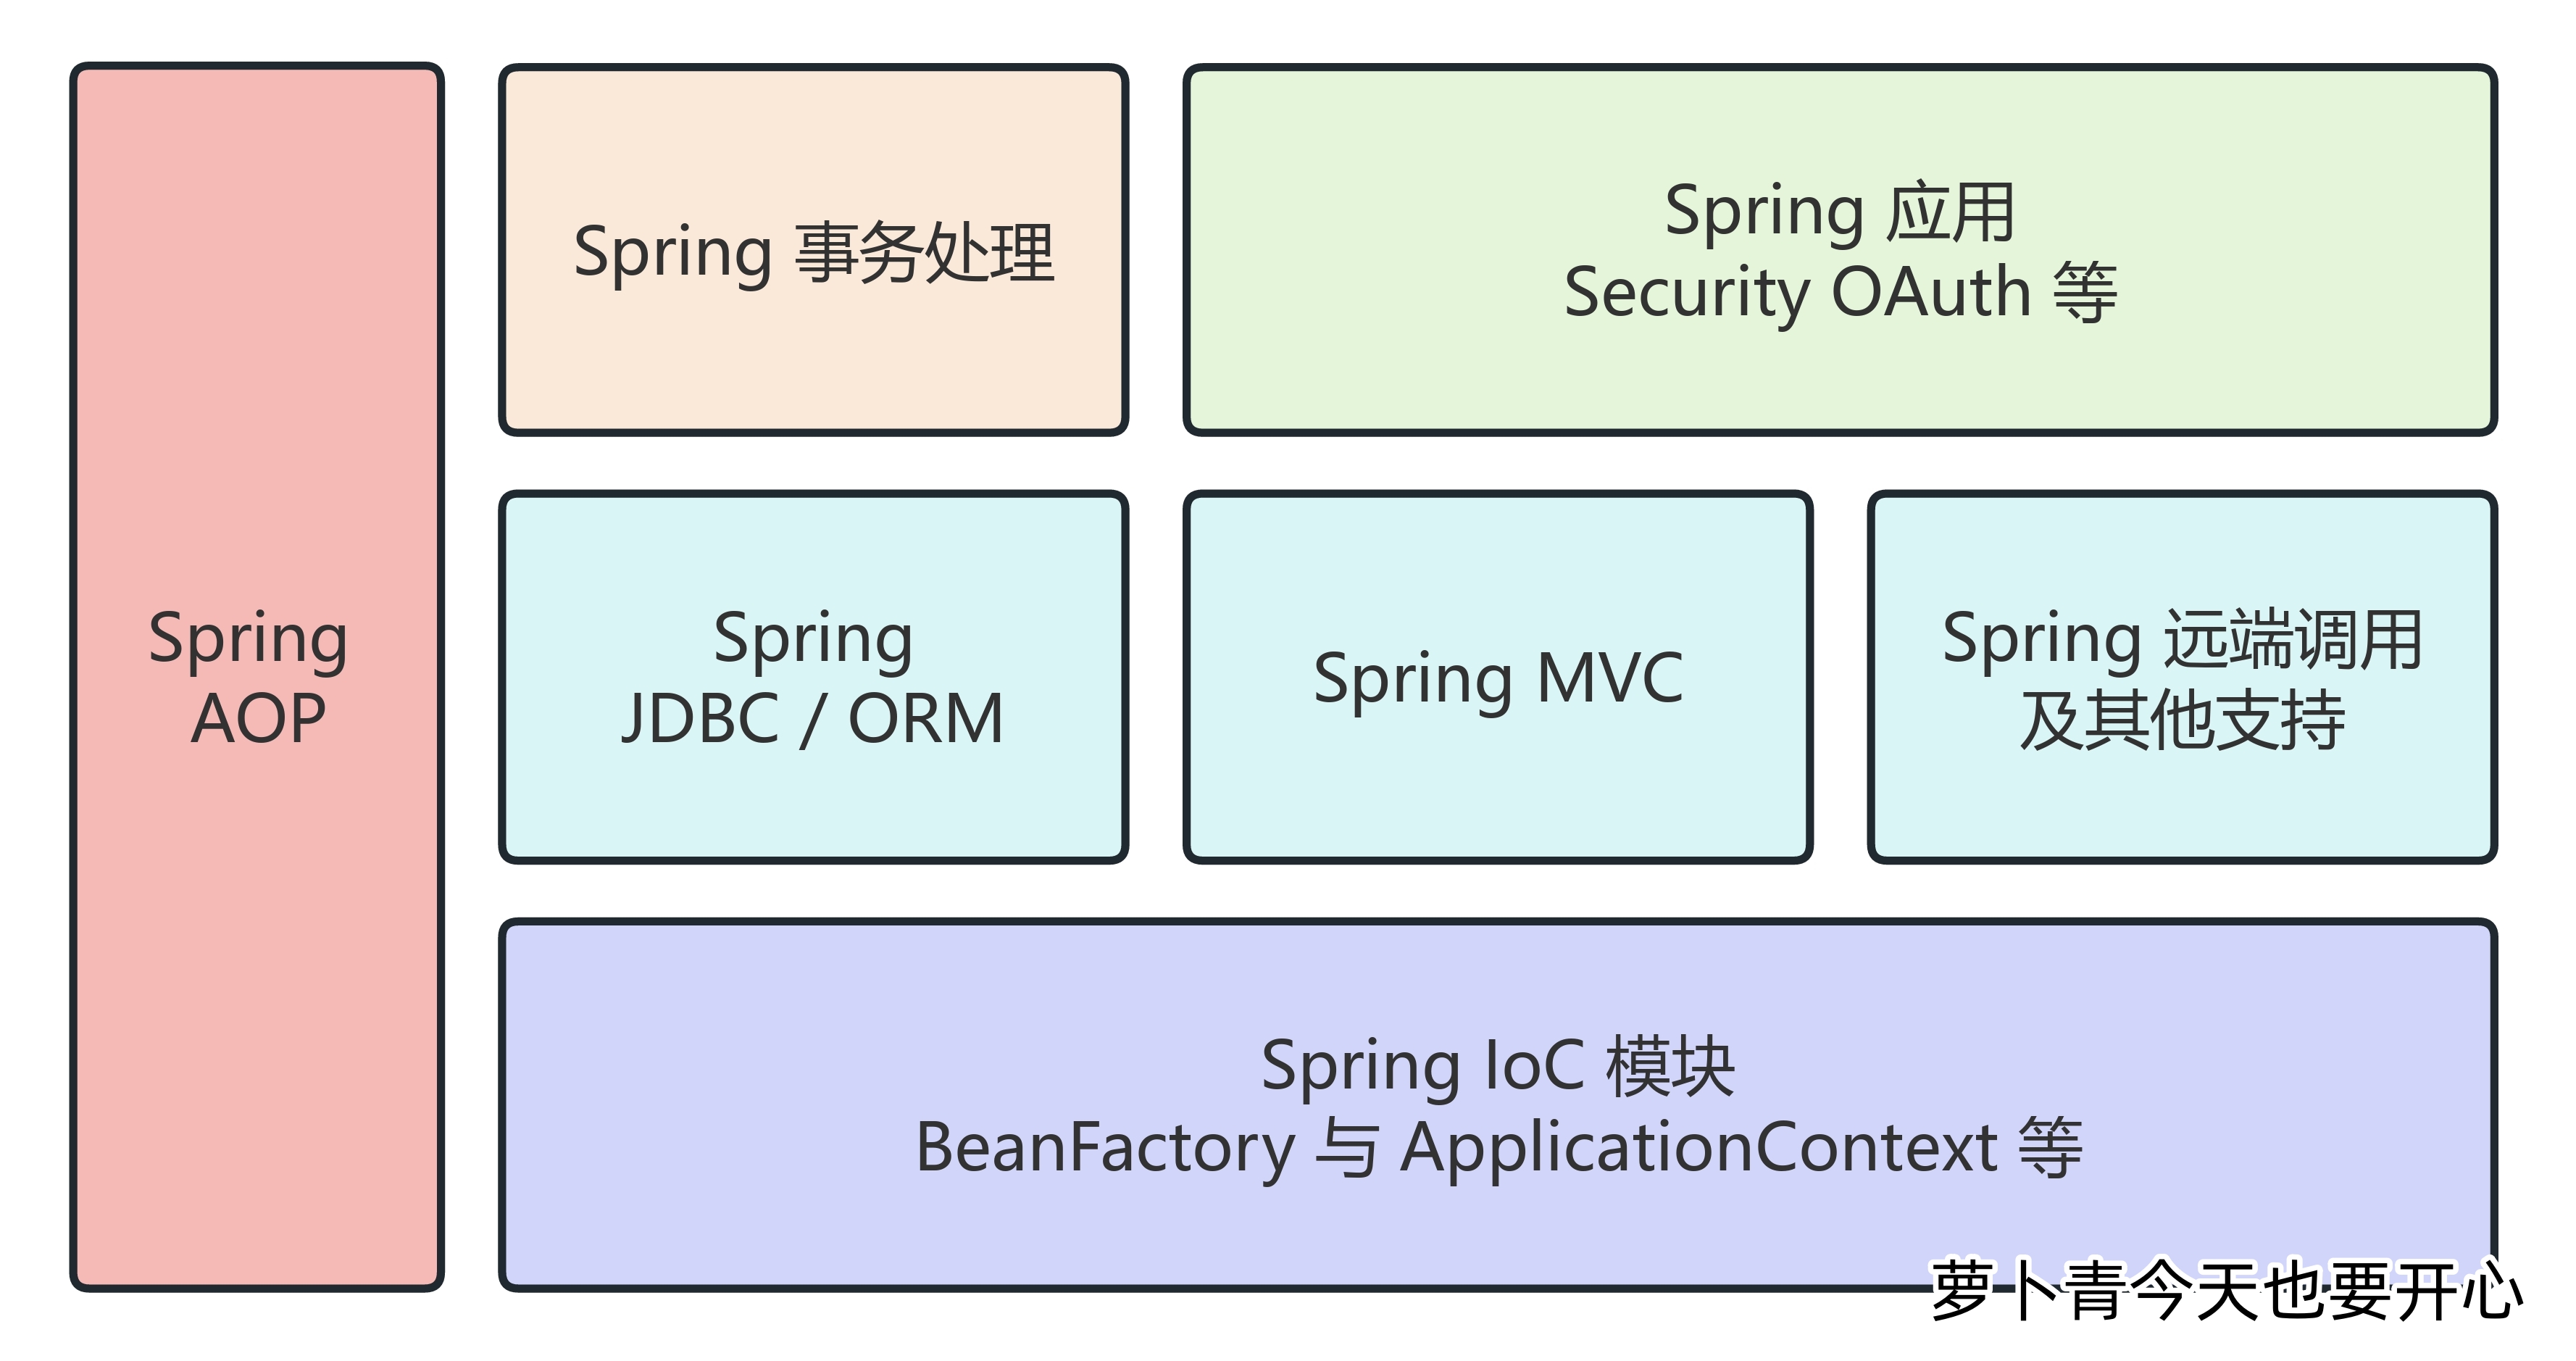 Spring
AOP
Spring 事务处理
Spring 应用
Security OAuth 等
Spring
JDBC / ORM
Spring MVC
Spring 远端调用
及其他支持
Spring IoC 模块
BeanFactory 与 ApplicationContext 等
萝卜青今天也要开心